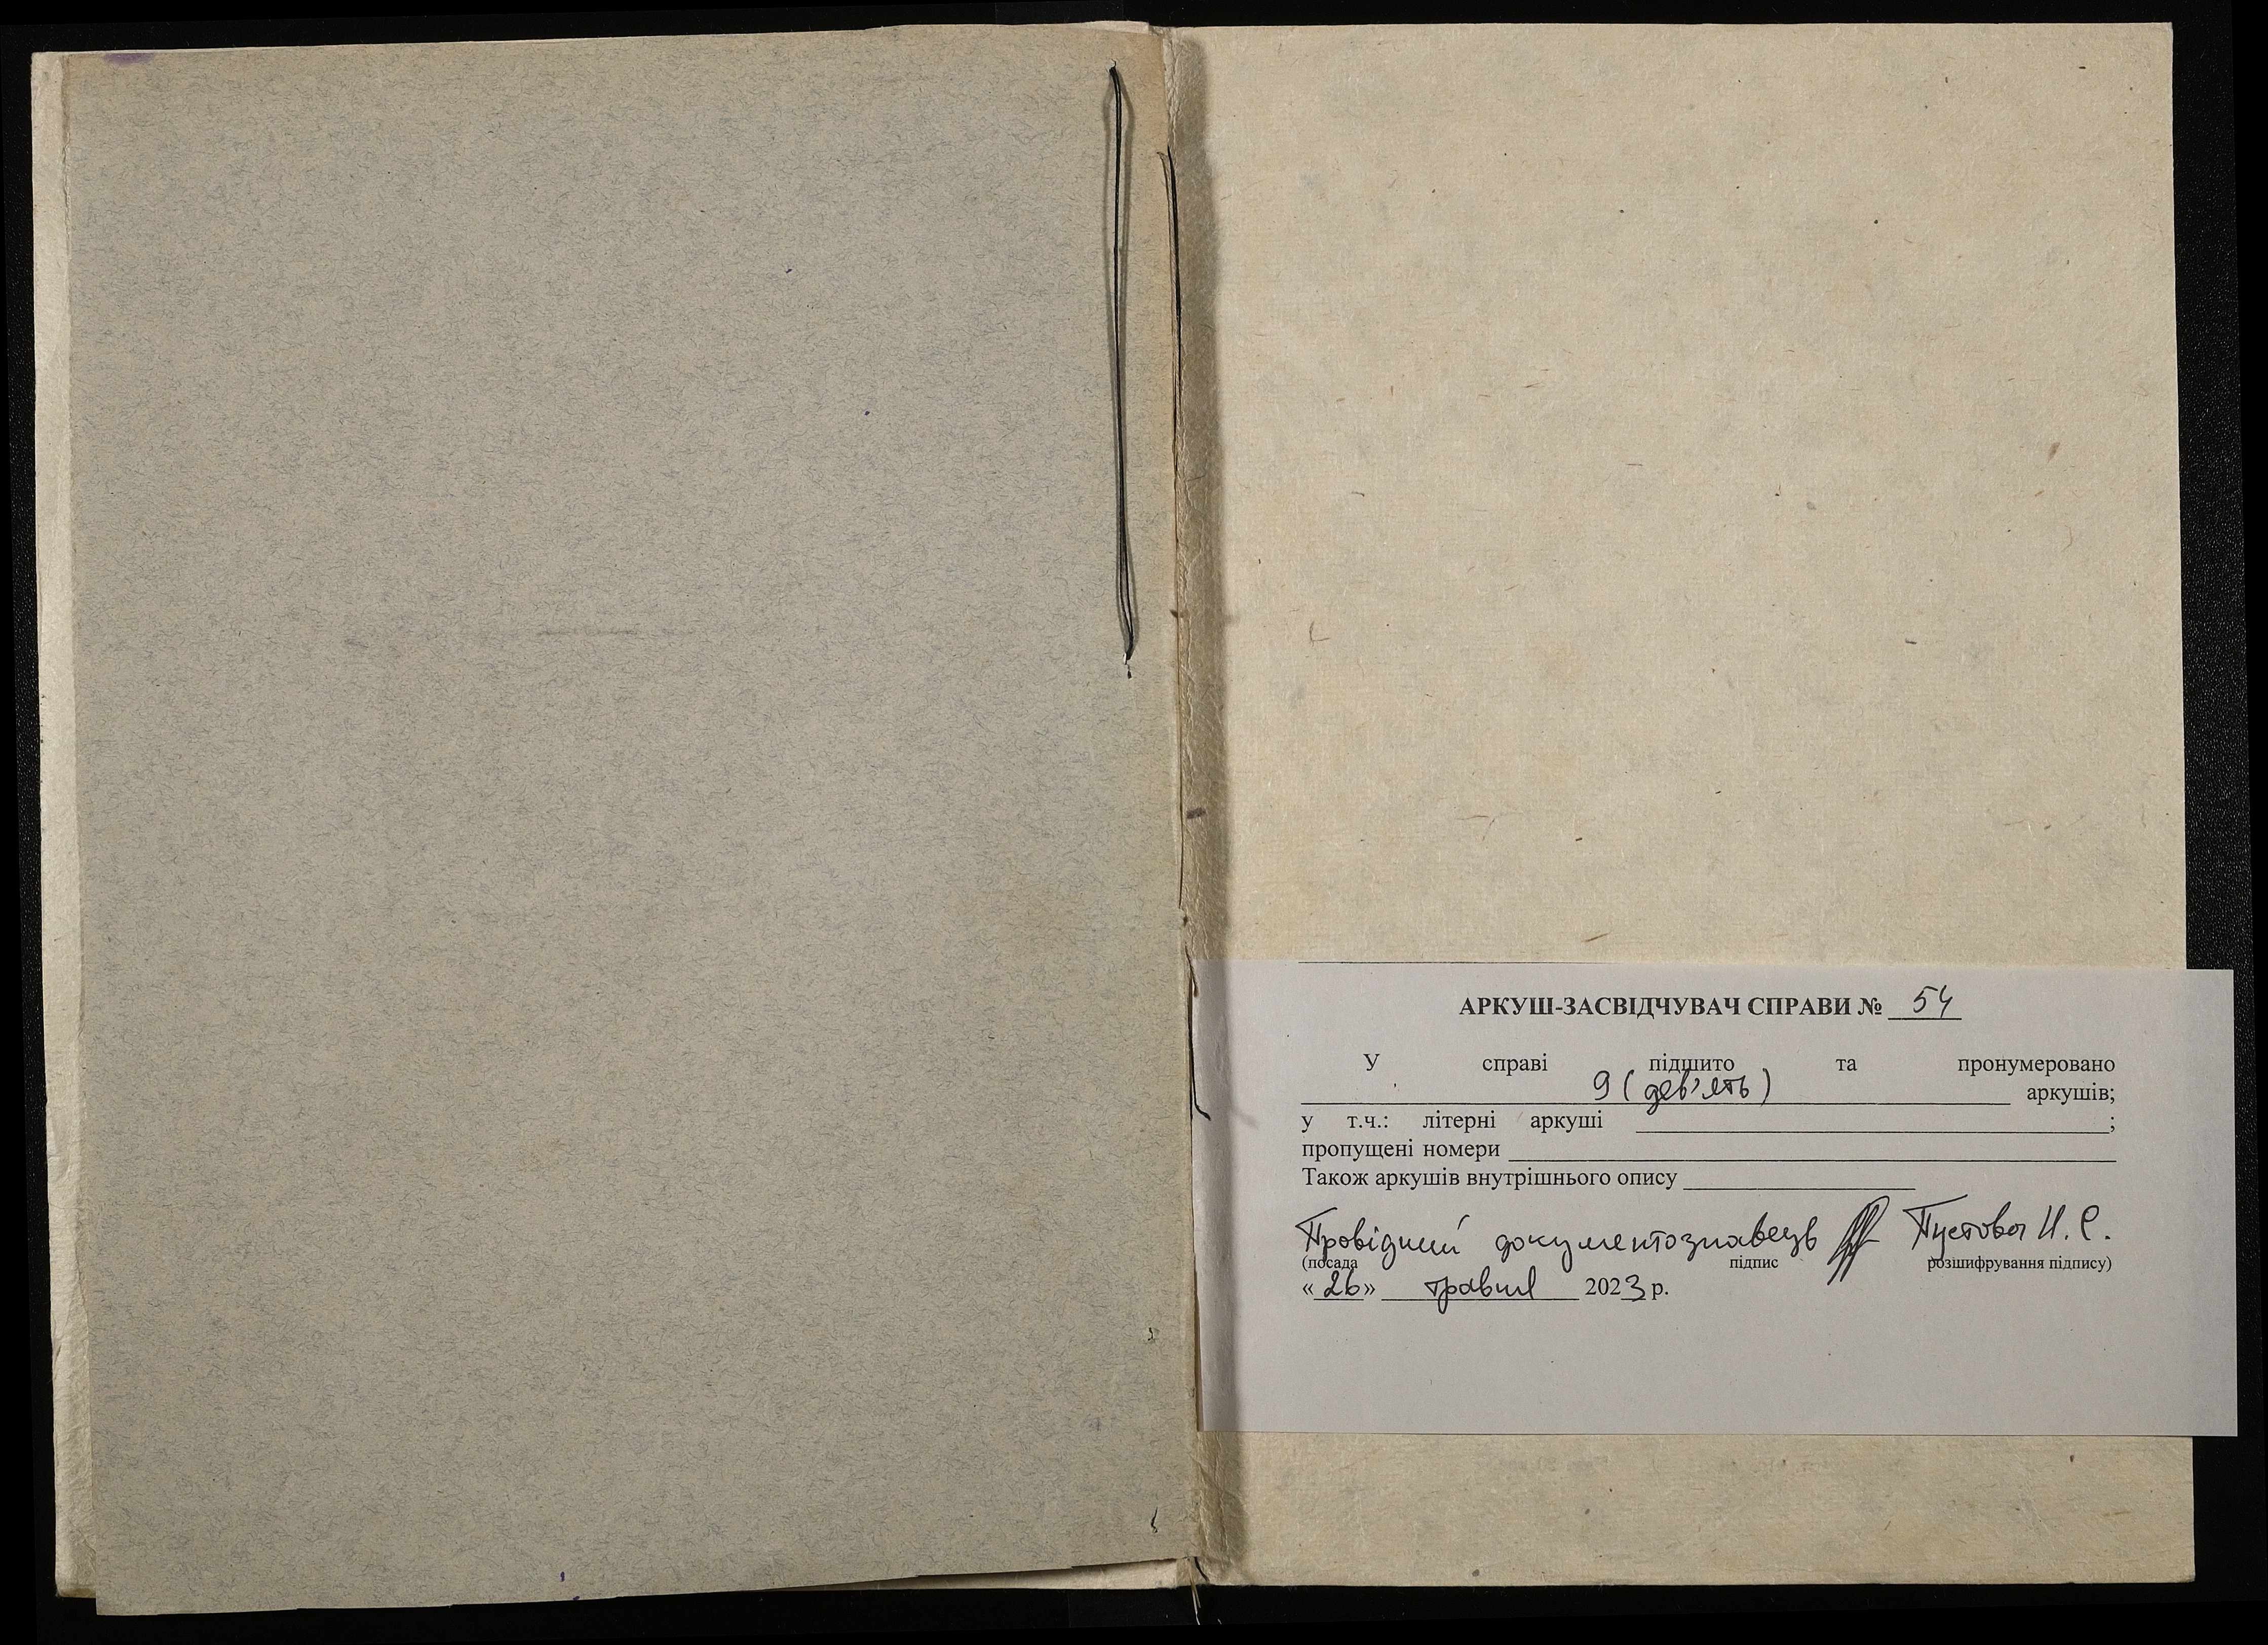 АРКУШ-ЗАСВІДЧУВАЧ СПРАВИ № 54
У справі підшито та пронумеровано
9 (дев'ять) аркушів;
у т.ч.: літерні аркуші ;
пропущені номери
Також аркушів внутрішнього опису
Провідний документознавець Пустова И. С.
(посада підпис розшифрування підпису)
«26» травня 2023 р.